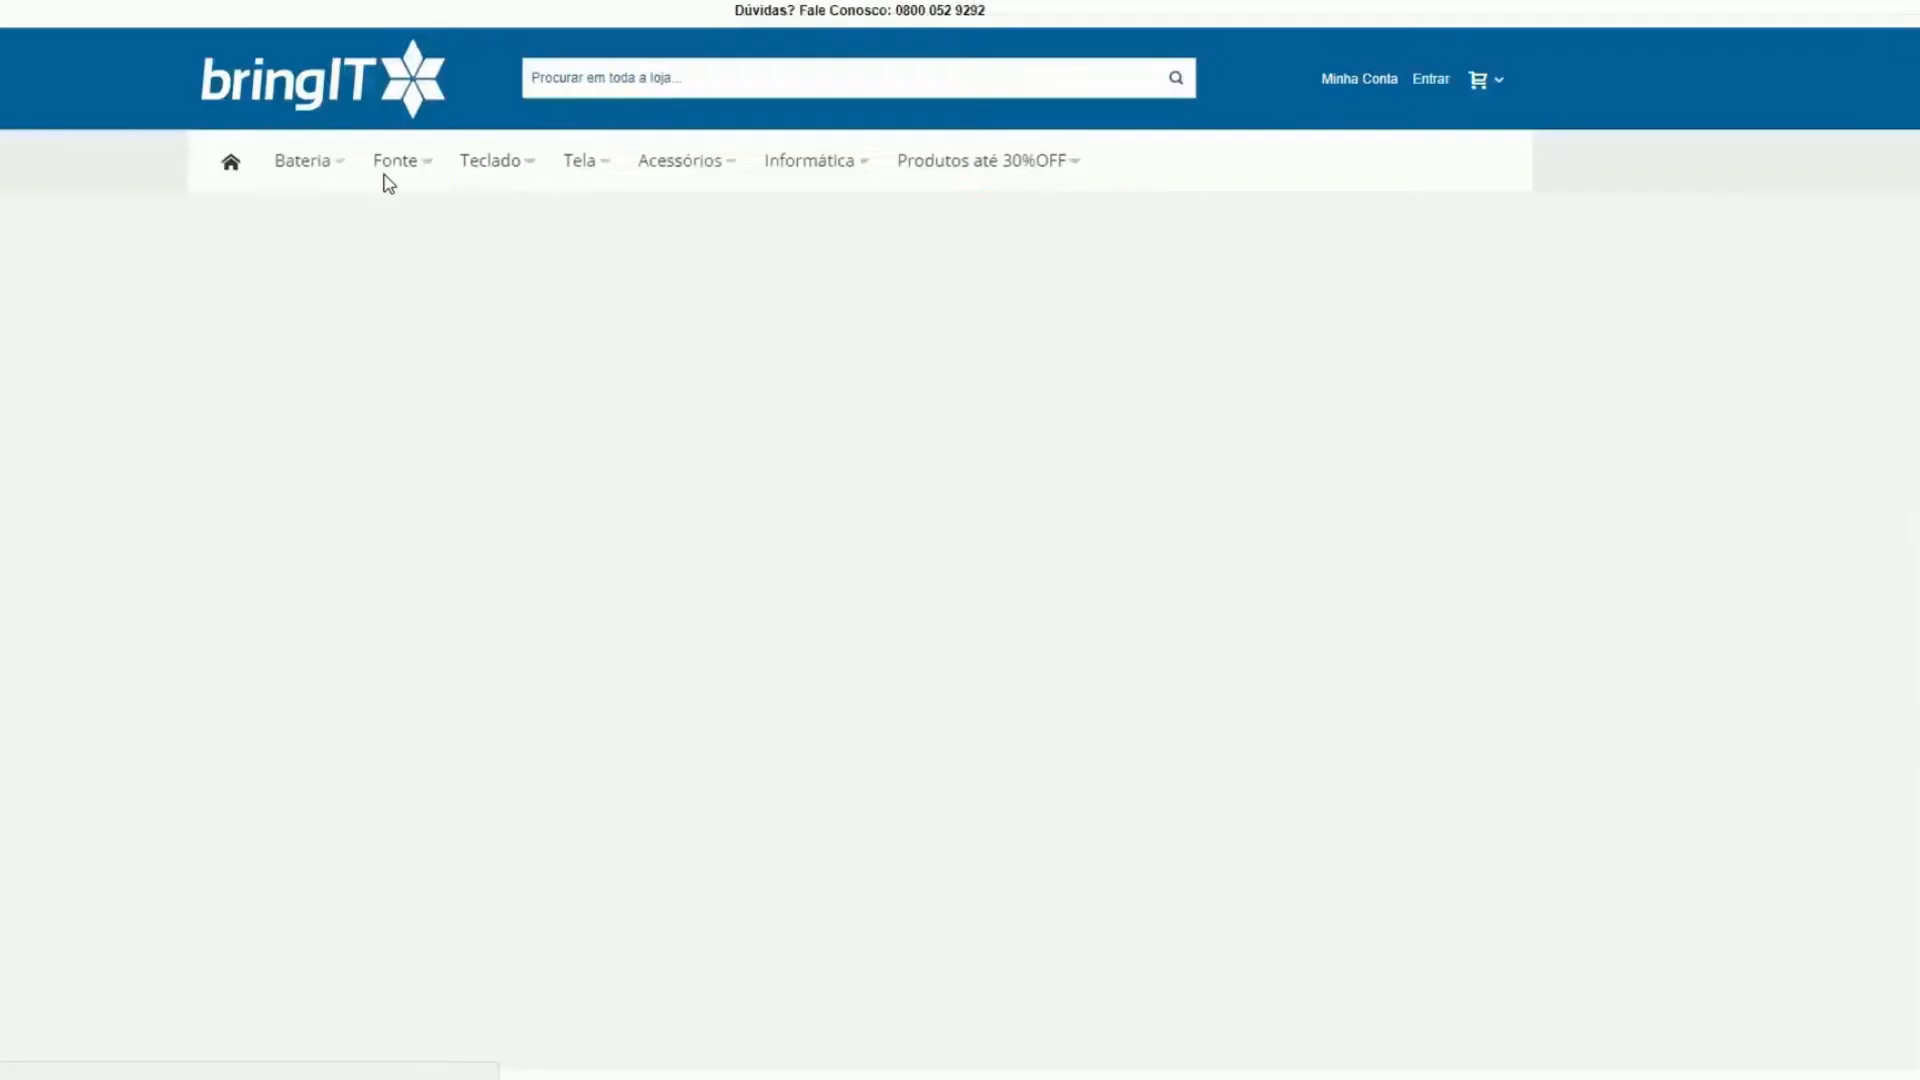 Dúvidas? Fale Conosco: 0800 052 9292
bringIT
Procurar em toda a loja...
Minha Conta Entrar
Bateria Fonte Teclado Tela Acessórios Informática Produtos até 30%OFF